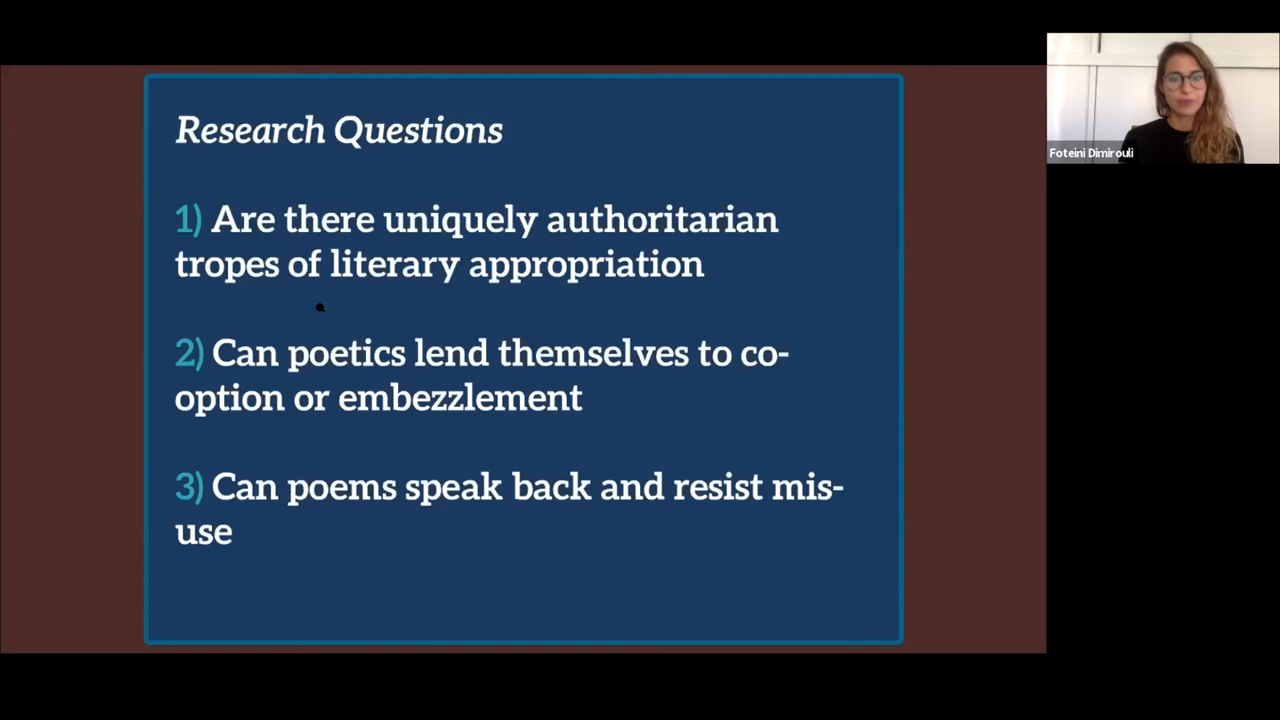 Research Questions
1) Are there uniquely authoritarian
tropes of literary appropriation
2) Can poetics lend themselves to co-
option or embezzlement
3) Can poems speak back and resist mis-
use
Foteini Dimirouli